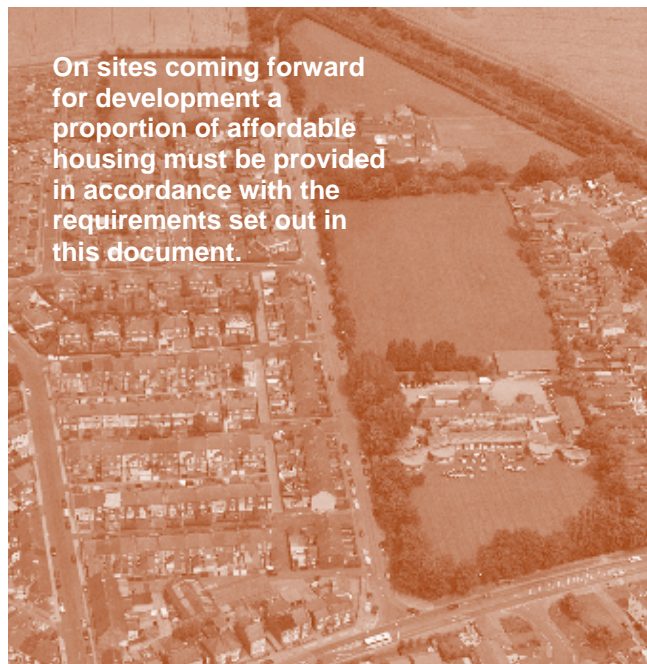 On sites coming forward
for development a
proportion of affordable
housing must be provided
in accordance with the
requirements set out in
this document.